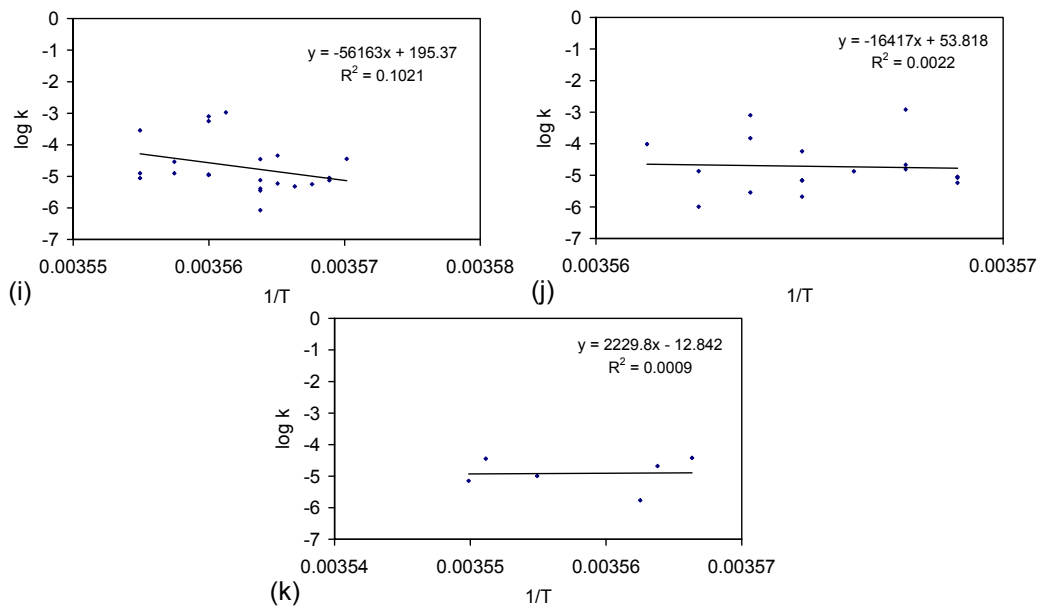 0
-1
-2
-3
-4
-5
-6
-7
log k
y = -56163x + 195.37
R² = 0.1021
0.00355
0.00356
0.00357
0.00358
(i)
1/T
0
-1
-2
-3
-4
-5
-6
-7
log k
y = -16417x + 53.818
R² = 0.0022
0.00356
0.00357
(j)
1/T
0
-1
-2
-3
-4
-5
-6
-7
log k
y = 2229.8x - 12.842
R² = 0.0009
0.00354
0.00355
0.00356
0.00357
(k)
1/T